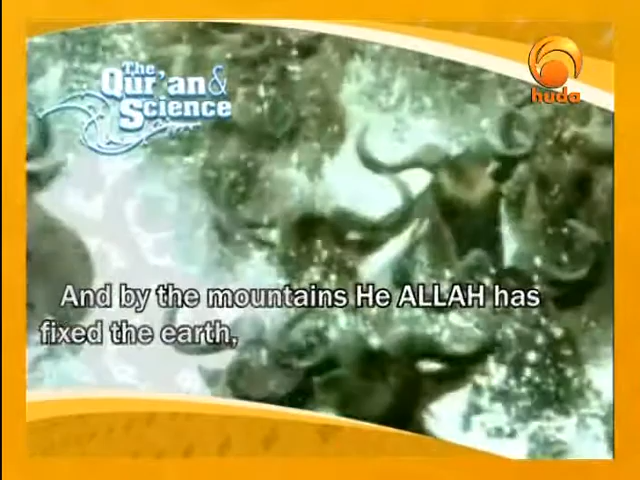 The
Qur'an &
Science
huda
And by the mountains He ALLAH has
fixed the earth,